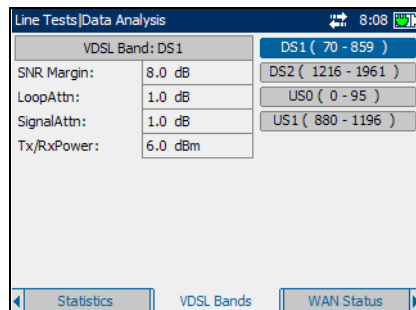 Line Tests|Data Analysis 8:08
VDSL Band: DS1
SNR Margin: 8.0 dB
LoopAttn: 1.0 dB
SignalAttn: 1.0 dB
Tx/RxPower: 6.0 dBm
DS1 ( 70 - 859 )
DS2 ( 1216 - 1961 )
US0 ( 0 - 95 )
US1 ( 880 - 1196 )
Statistics VDSL Bands WAN Status